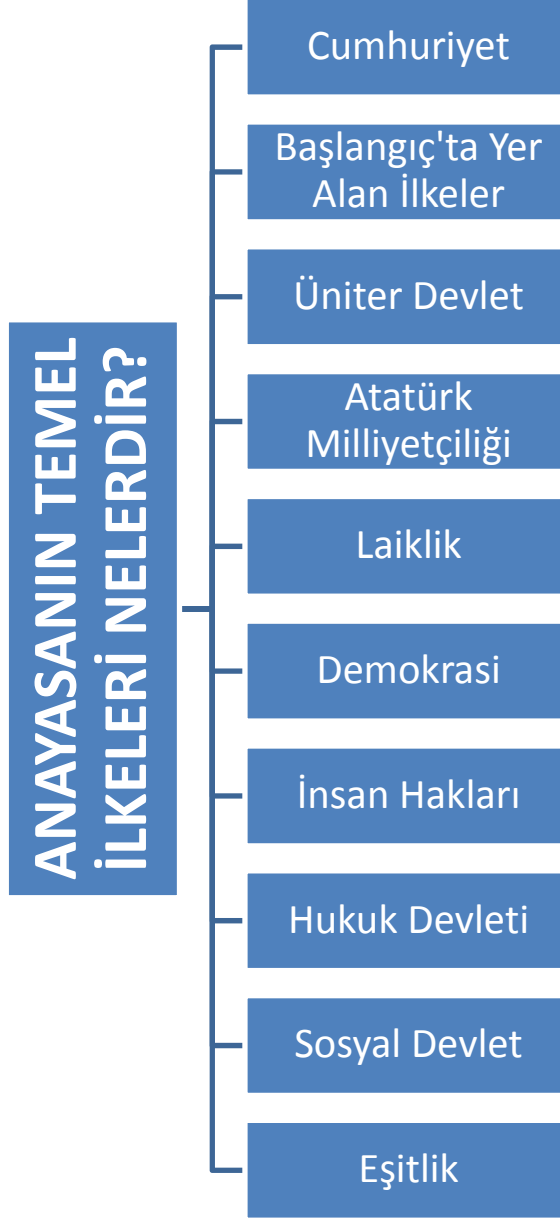 ANAYASANIN TEMEL
İLKELERİ NELERDİR?
Cumhuriyet
Başlangıç'ta Yer
Alan İlkeler
Üniter Devlet
Atatürk
Milliyetçiliği
Laiklik
Demokrasi
İnsan Hakları
Hukuk Devleti
Sosyal Devlet
Eşitlik